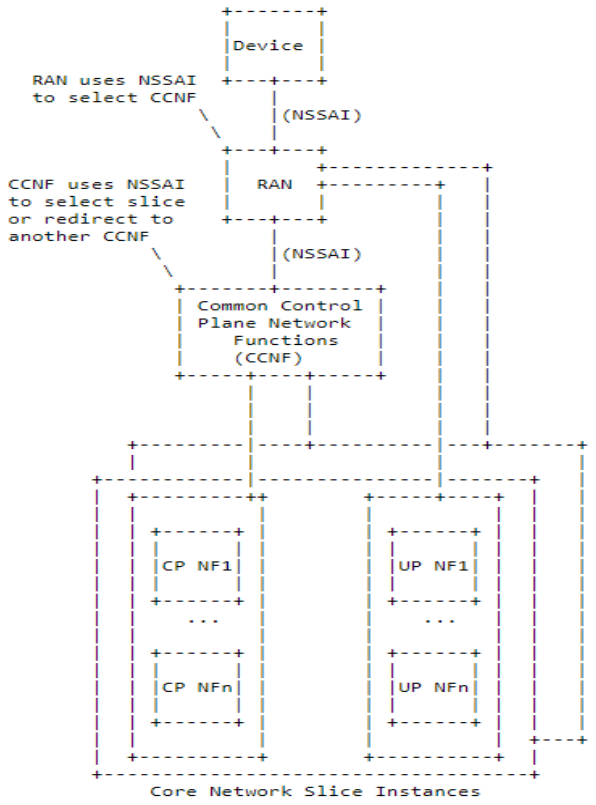 Device
RAN uses NSSAI
to select CCNF
(NSSAI)
RAN
CCNF uses NSSAI
to select slice
or redirect to
another CCNF
(NSSAI)
Common Control
Plane Network
Functions
(CCNF)
CP NF1
UP NF1
...
...
CP NFn
UP NFn
Core Network Slice Instances